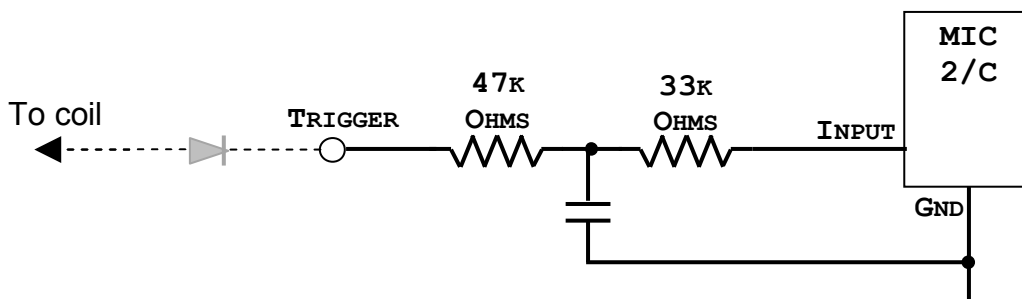 MIC
2/C
47K
OHMS
33K
OHMS
To coil
TRIGGER
INPUT
GND